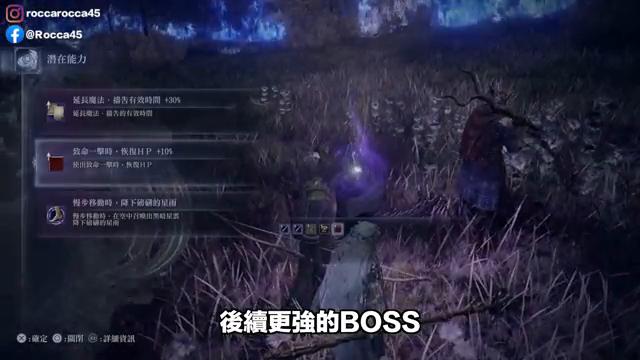 roccarocca45
@Rocca45
潛在能力
延長魔法、禱告有效時間 +30%
延長魔法、禱告的有效時間
致命一擊時，恢復ＨＰ +10%
使出致命一擊時，恢復ＨＰ
慢步移動時，降下磅礴的星雨
慢步移動時，在空中召喚出黑暗星雲
降下磅礴的星雨
：確定 ：關閉 ：詳細資訊
後續更強的BOSS